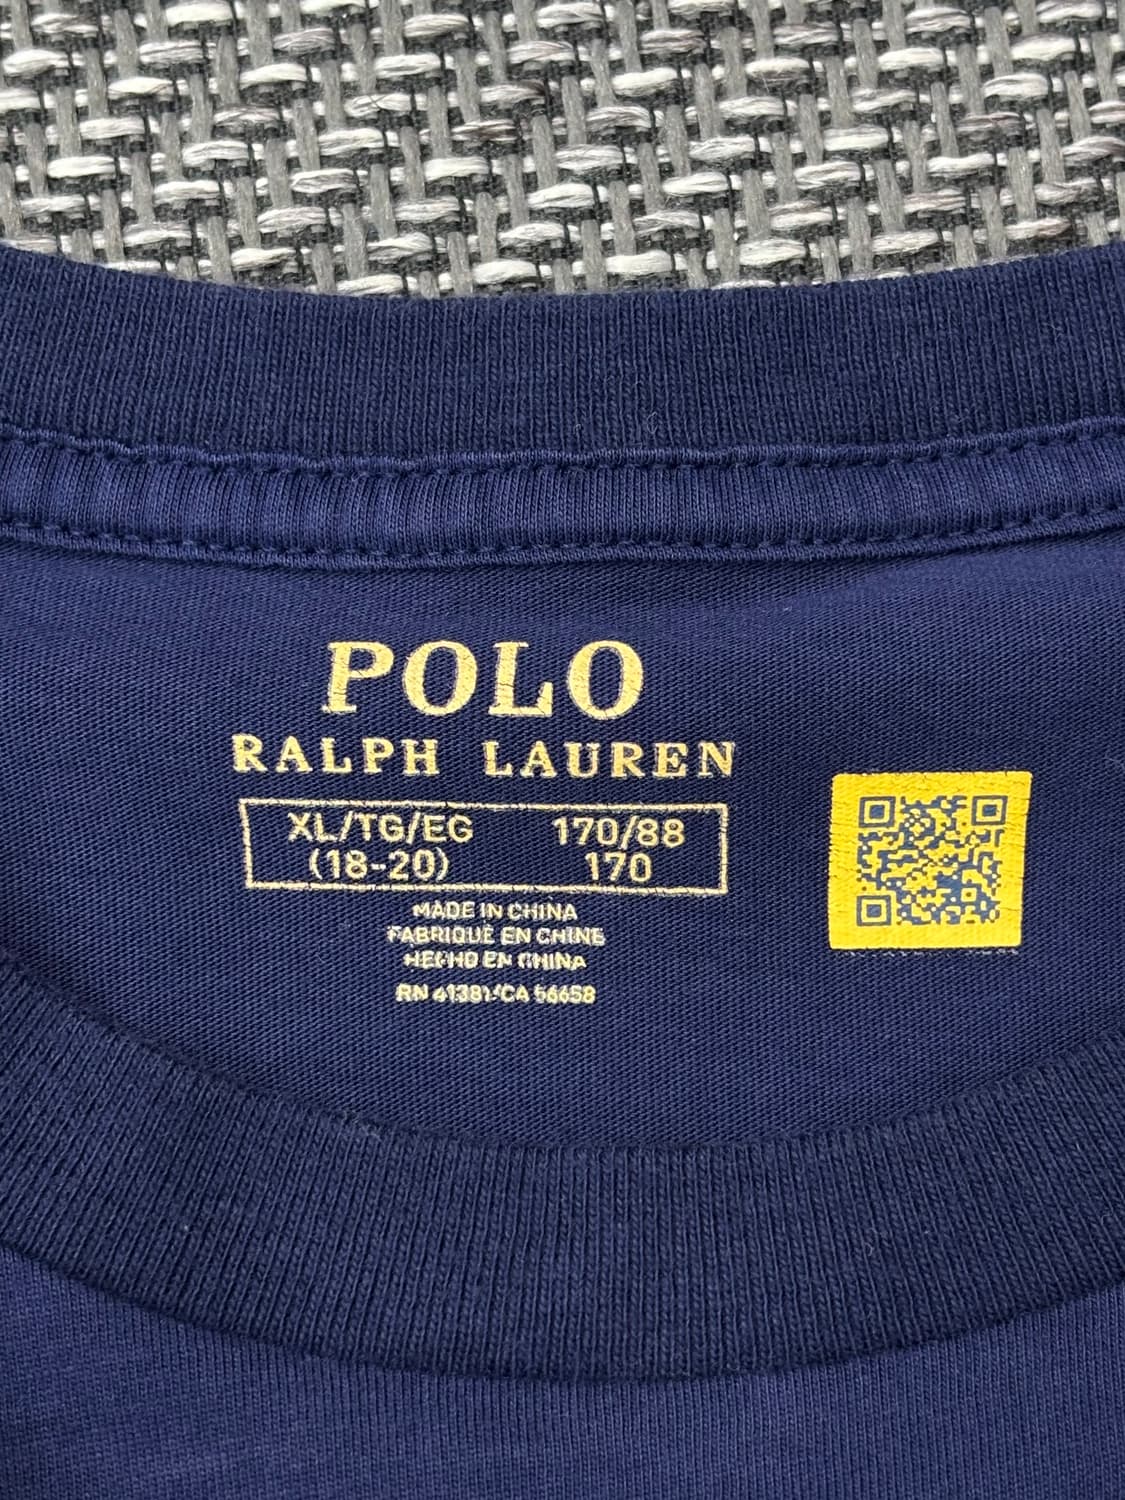 POLO
RALPH LAUREN
XL/TG/EG 170/88
(18-20) 170
MADE IN CHINA
FABRIQUÉ EN CHINE
HECHO EN CHINA
RN 41381/CA 56658